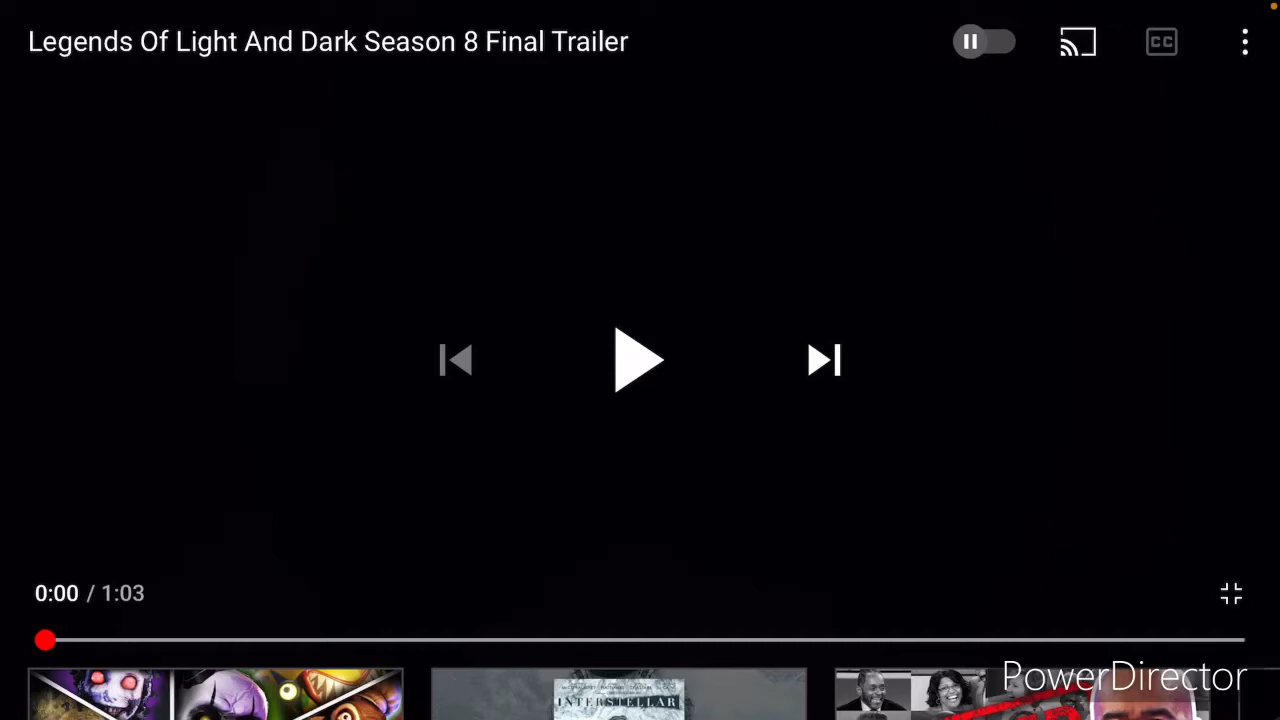 Legends Of Light And Dark Season 8 Final Trailer
CC
0:00 / 1:03
INTERSTELLAR
PowerDirector